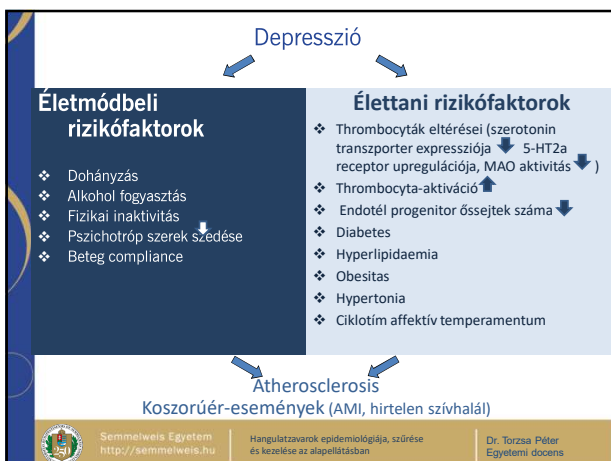 Depresszió
Életmódbeli
rizikófaktorok
❖ Dohányzás
❖ Alkohol fogyasztás
❖ Fizikai inaktivitás
❖ Pszichotróp szerek szedése
❖ Beteg compliance
Élettani rizikófaktorok
❖ Thrombocyták eltérései (szerotonin
transzporter expressziója 5-HT2a
receptor upregulációja, MAO aktivitás )
❖ Thrombocyta-aktiváció
❖ Endotél progenitor őssejtek száma
❖ Diabetes
❖ Hyperlipidaemia
❖ Obesitas
❖ Hypertonia
❖ Ciklotím affektív temperamentum
Atherosclerosis
Koszorúér-események (AMI, hirtelen szívhalál)
250
Semmelweis Egyetem
http://semmelweis.hu
Hangulatzavarok epidemiológiája, szűrése
és kezelése az alapellátásban
Dr. Torzsa Péter
Egyetemi docens